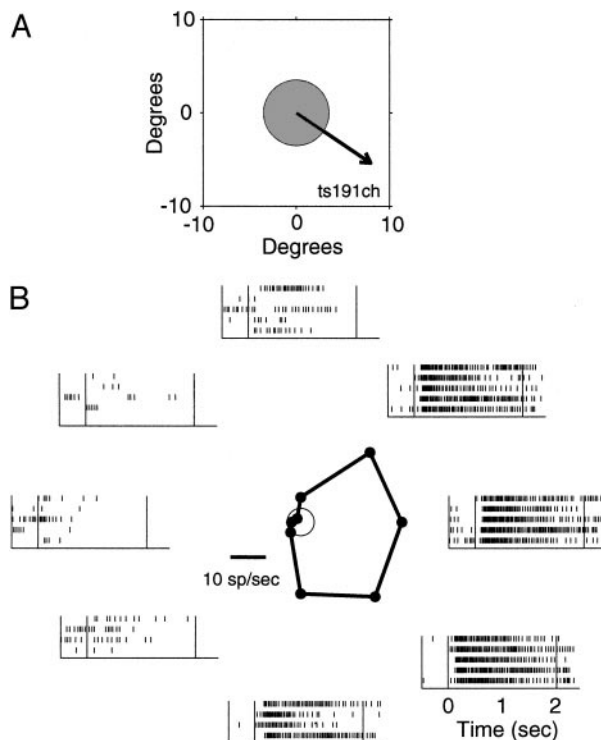 A
10
0
-10
Degrees
ts191ch
-10
0
10
Degrees
B
10 sp/sec
0
1
2
Time (sec)